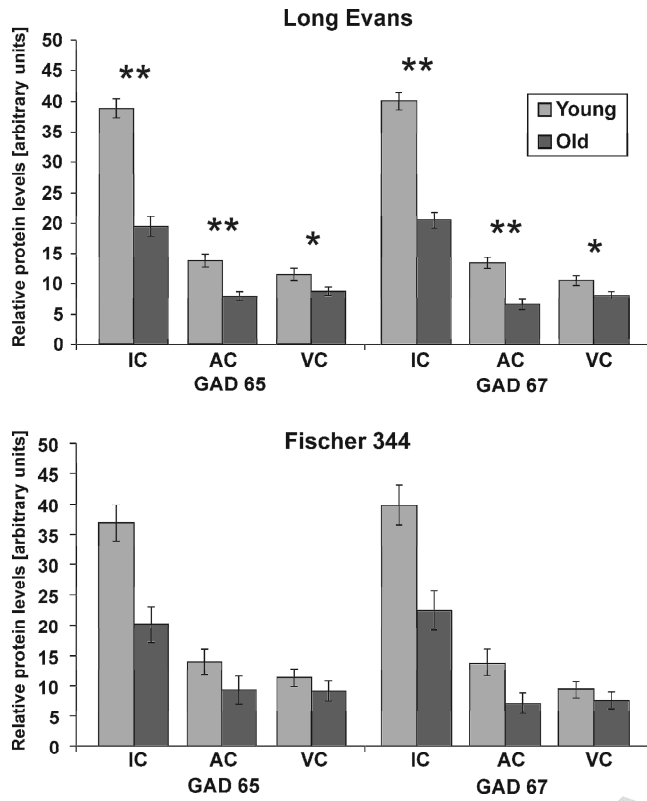 Long Evans
Relative protein levels [arbitrary units]
50
45
40
35
30
25
20
15
10
5
0
**
**
*
**
**
*
Young
Old
IC AC VC IC AC VC
GAD 65 GAD 67
Fischer 344
Relative protein levels [arbitrary units]
50
45
40
35
30
25
20
15
10
5
0
IC AC VC IC AC VC
GAD 65 GAD 67